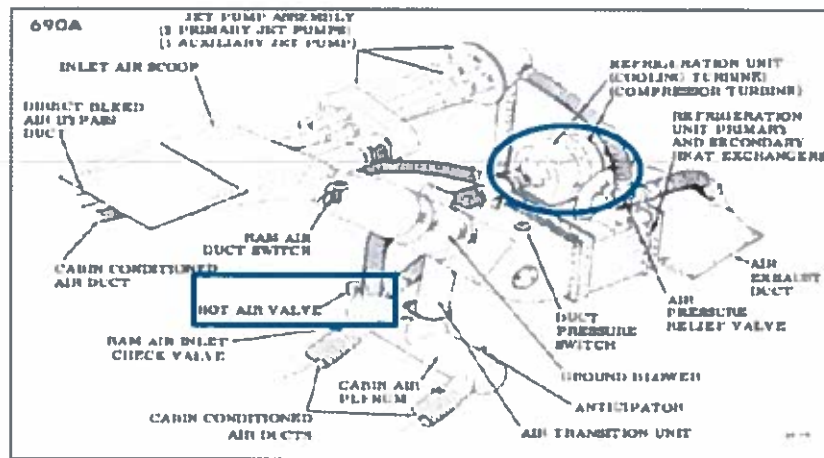 690A
JET PUMP ASSEMBLY
(2 PRIMARY JET PUMPS)
(1 AUXILIARY JET PUMP)
INLET AIR SCOOP
DIRECT BLEED
AIR BYPASS
DUCT
REFRIGERATION UNIT
(COOLING TURBINE)
(COMPRESSOR TURBINE)
REFRIGERATION
UNIT PRIMARY
AND SECONDARY
HEAT EXCHANGERS
RAM AIR
DUCT SWITCH
CABIN CONDITIONED
AIR DUCT
HOT AIR VALVE
RAM AIR INLET
CHECK VALVE
CABIN CONDITIONED
AIR DUCTS
CABIN AIR
PLENUM
DUCT
PRESSURE
SWITCH
AIR
PRESSURE
RELIEF VALVE
AIR
EXHAUST
DUCT
GROUND BLOWER
ANTICIPATOR
AIR TRANSITION UNIT